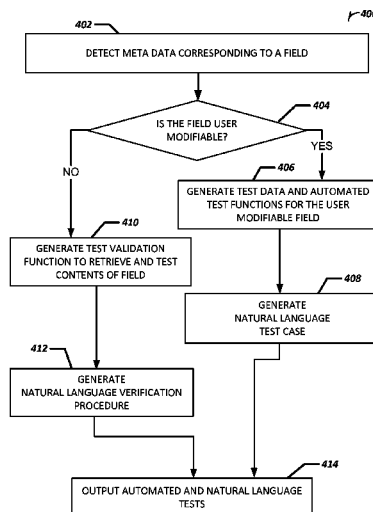 402
DETECT META DATA CORRESPONDING TO A FIELD
404
IS THE FIELD USER
MODIFIABLE?
NO
YES
406
GENERATE TEST DATA AND AUTOMATED
TEST FUNCTIONS FOR THE USER
MODIFIABLE FIELD
410
GENERATE TEST VALIDATION
FUNCTION TO RETRIEVE AND TEST
CONTENTS OF FIELD
408
GENERATE
NATURAL LANGUAGE
TEST CASE
412
GENERATE
NATURAL LANGUAGE VERIFICATION
PROCEDURE
414
OUTPUT AUTOMATED AND NATURAL LANGUAGE
TESTS